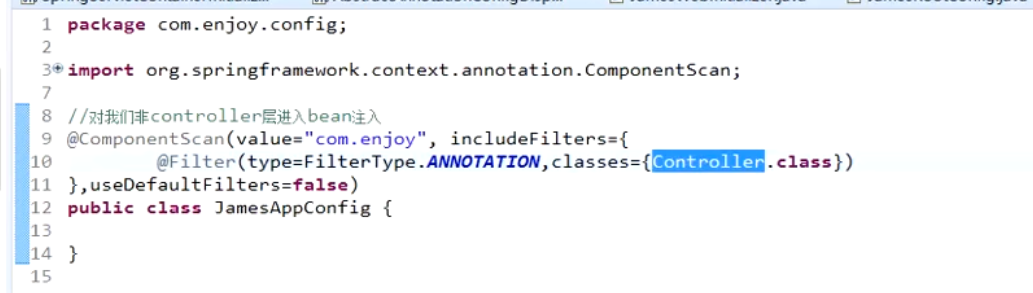 1 package com.enjoy.config;
2
3 import org.springframework.context.annotation.ComponentScan;
7
8 //对我们非controller层进入bean注入
9 @ComponentScan(value="com.enjoy", includeFilters={
10 @Filter(type=FilterType.ANNOTATION,classes={Controller.class})
11 },useDefaultFilters=false)
12 public class JamesAppConfig {
13
14 }
15